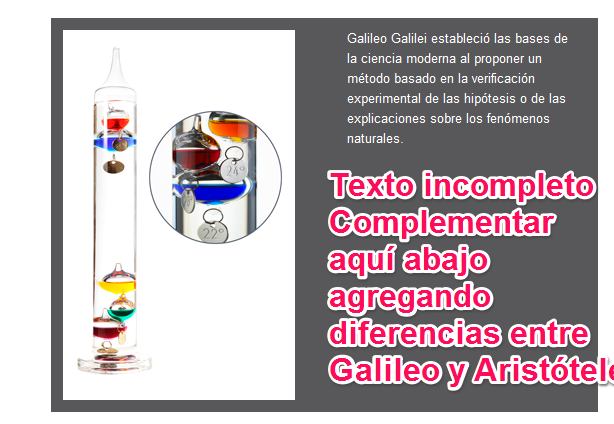 Galileo Galilei estableció las bases de
la ciencia moderna al proponer un
método basado en la verificación
experimental de las hipótesis o de las
explicaciones sobre los fenómenos
naturales.
24°
22°
Texto incompleto
Complementar
aquí abajo
agregando
diferencias entre
Galileo y Aristótele